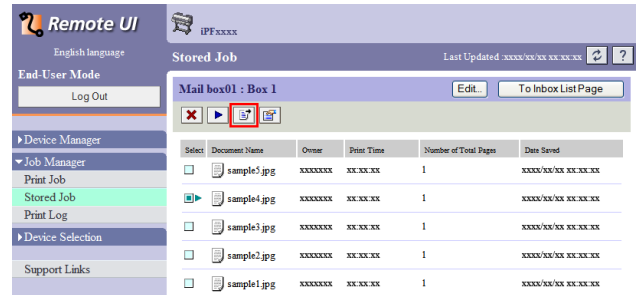 Remote UI
iPFxxxx
English language
Stored Job
Last Updated :xxxx/xx/xx xx:xx:xx
?
End-User Mode
Log Out
Mail box01 : Box 1
Edit...
To Inbox List Page
Device Manager
Job Manager
Print Job
Stored Job
Print Log
Device Selection
Support Links
Select Document Name Owner Print Time Number of Total Pages Date Saved
sample5.jpg xxxxxxx xx:xx:xx 1 xxxx/xx/xx xx:xx:xx
sample4.jpg xxxxxxx xx:xx:xx 1 xxxx/xx/xx xx:xx:xx
sample3.jpg xxxxxxx xx:xx:xx 1 xxxx/xx/xx xx:xx:xx
sample2.jpg xxxxxxx xx:xx:xx 1 xxxx/xx/xx xx:xx:xx
sample1.jpg xxxxxxx xx:xx:xx 1 xxxx/xx/xx xx:xx:xx